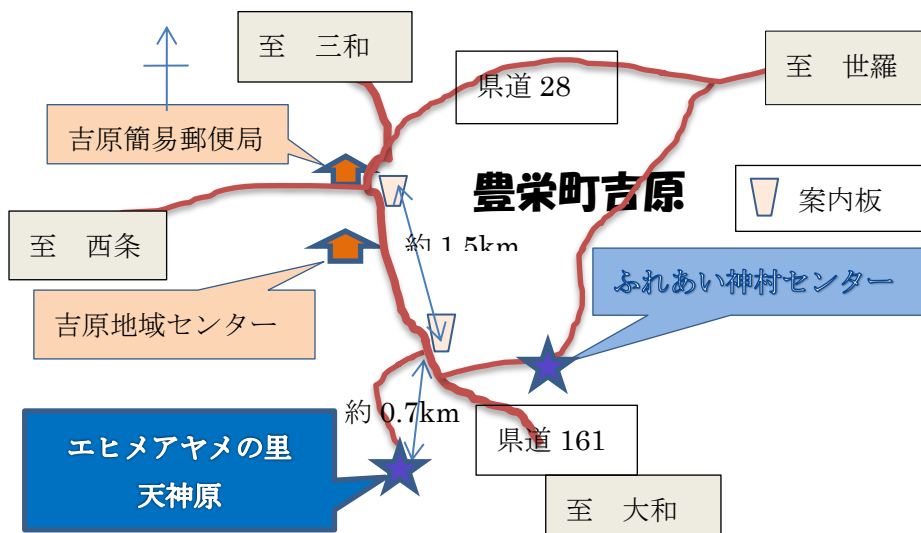 至　三和
県道 28
至　世羅
吉原簡易郵便局
豊栄町吉原
案内板
至　西条
約 1.5km
ふれあい神村センター
吉原地域センター
約 0.7km
エヒメアヤメの里
天神原
県道 161
至　大和